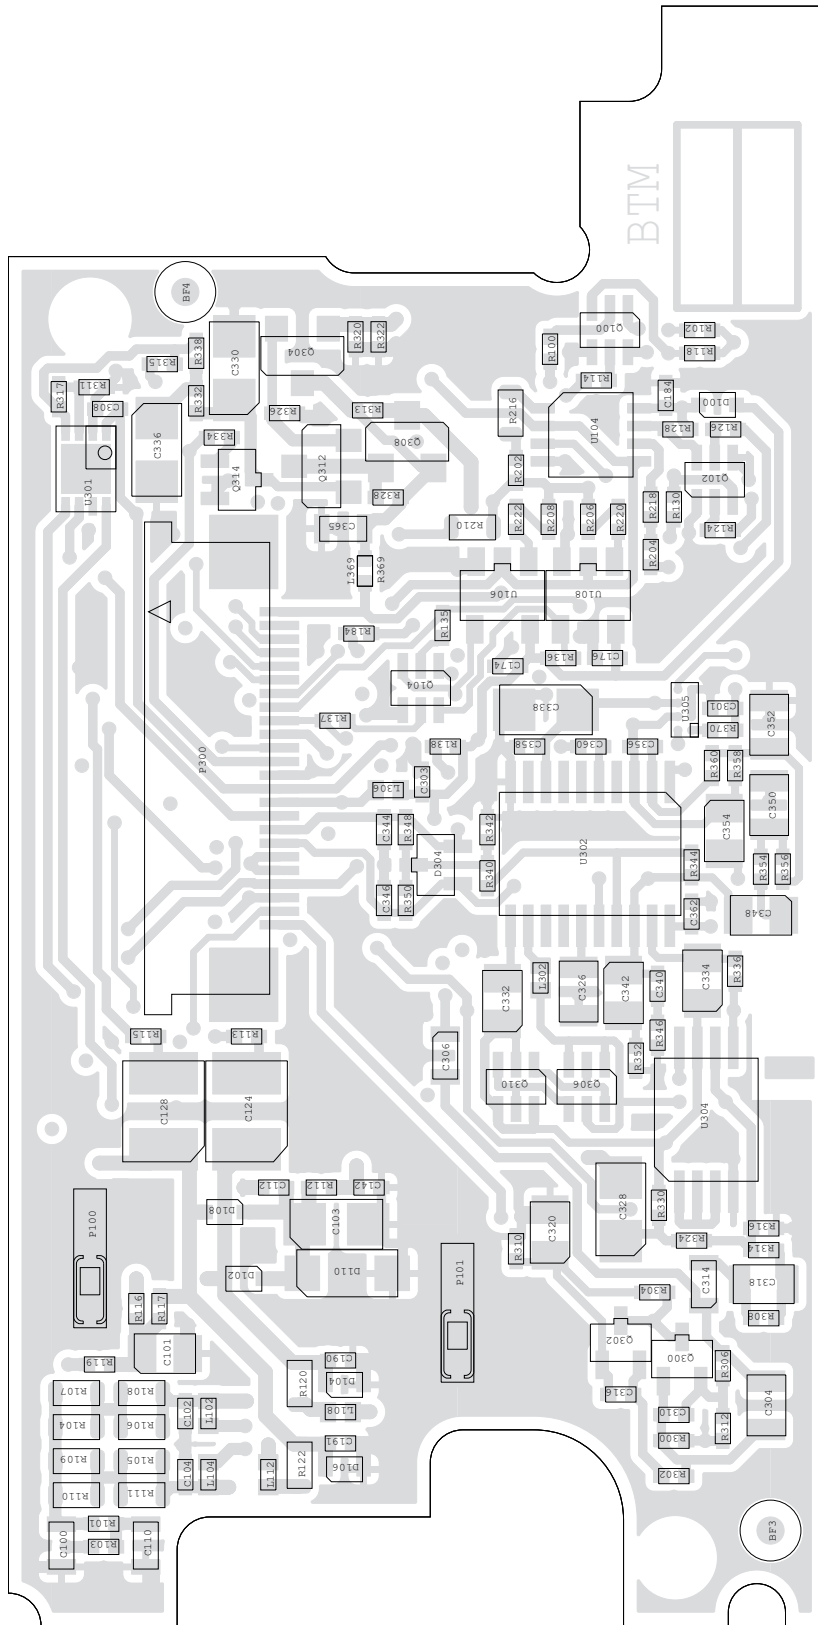 BTM
BF4
Q100
R102
R118
R320
R322
R338
R315
C330
Q304
R100
R114
R311
R317
C308
R332
R326
R313
R216
C184
D100
C336
R334
Q308
U104
R128
R126
U301
Q314
Q312
R202
Q102
R328
R218
R130
C365
R210
R222
R208
R206
R220
R124
R204
L369
R369
U106
U108
R184
R135
C174
R136
C176
Q104
C338
U305
C301
R370
C352
R137
R138
C358
C360
C356
P300
R360
R358
L306
C303
C350
C344
R348
R342
C354
D304
U302
R340
R344
R354
R356
C346
R350
C362
C348
C332
L302
C326
C342
C340
C334
R336
R115
R113
C306
R346
R352
Q310
Q306
C128
C124
U304
C112
R112
C142
P100
D108
C103
C320
C328
R330
R316
R324
R314
R310
D102
D110
P101
R304
C314
C318
R116
R117
R308
C101
Q302
Q300
R119
C190
R306
R107
R108
R120
D104
C316
C304
R104
R106
C102
L102
L108
C310
R312
R300
R109
R105
C104
L104
L112
R122
C191
D106
R302
R110
R111
R101
C100
R103
C110
BF3